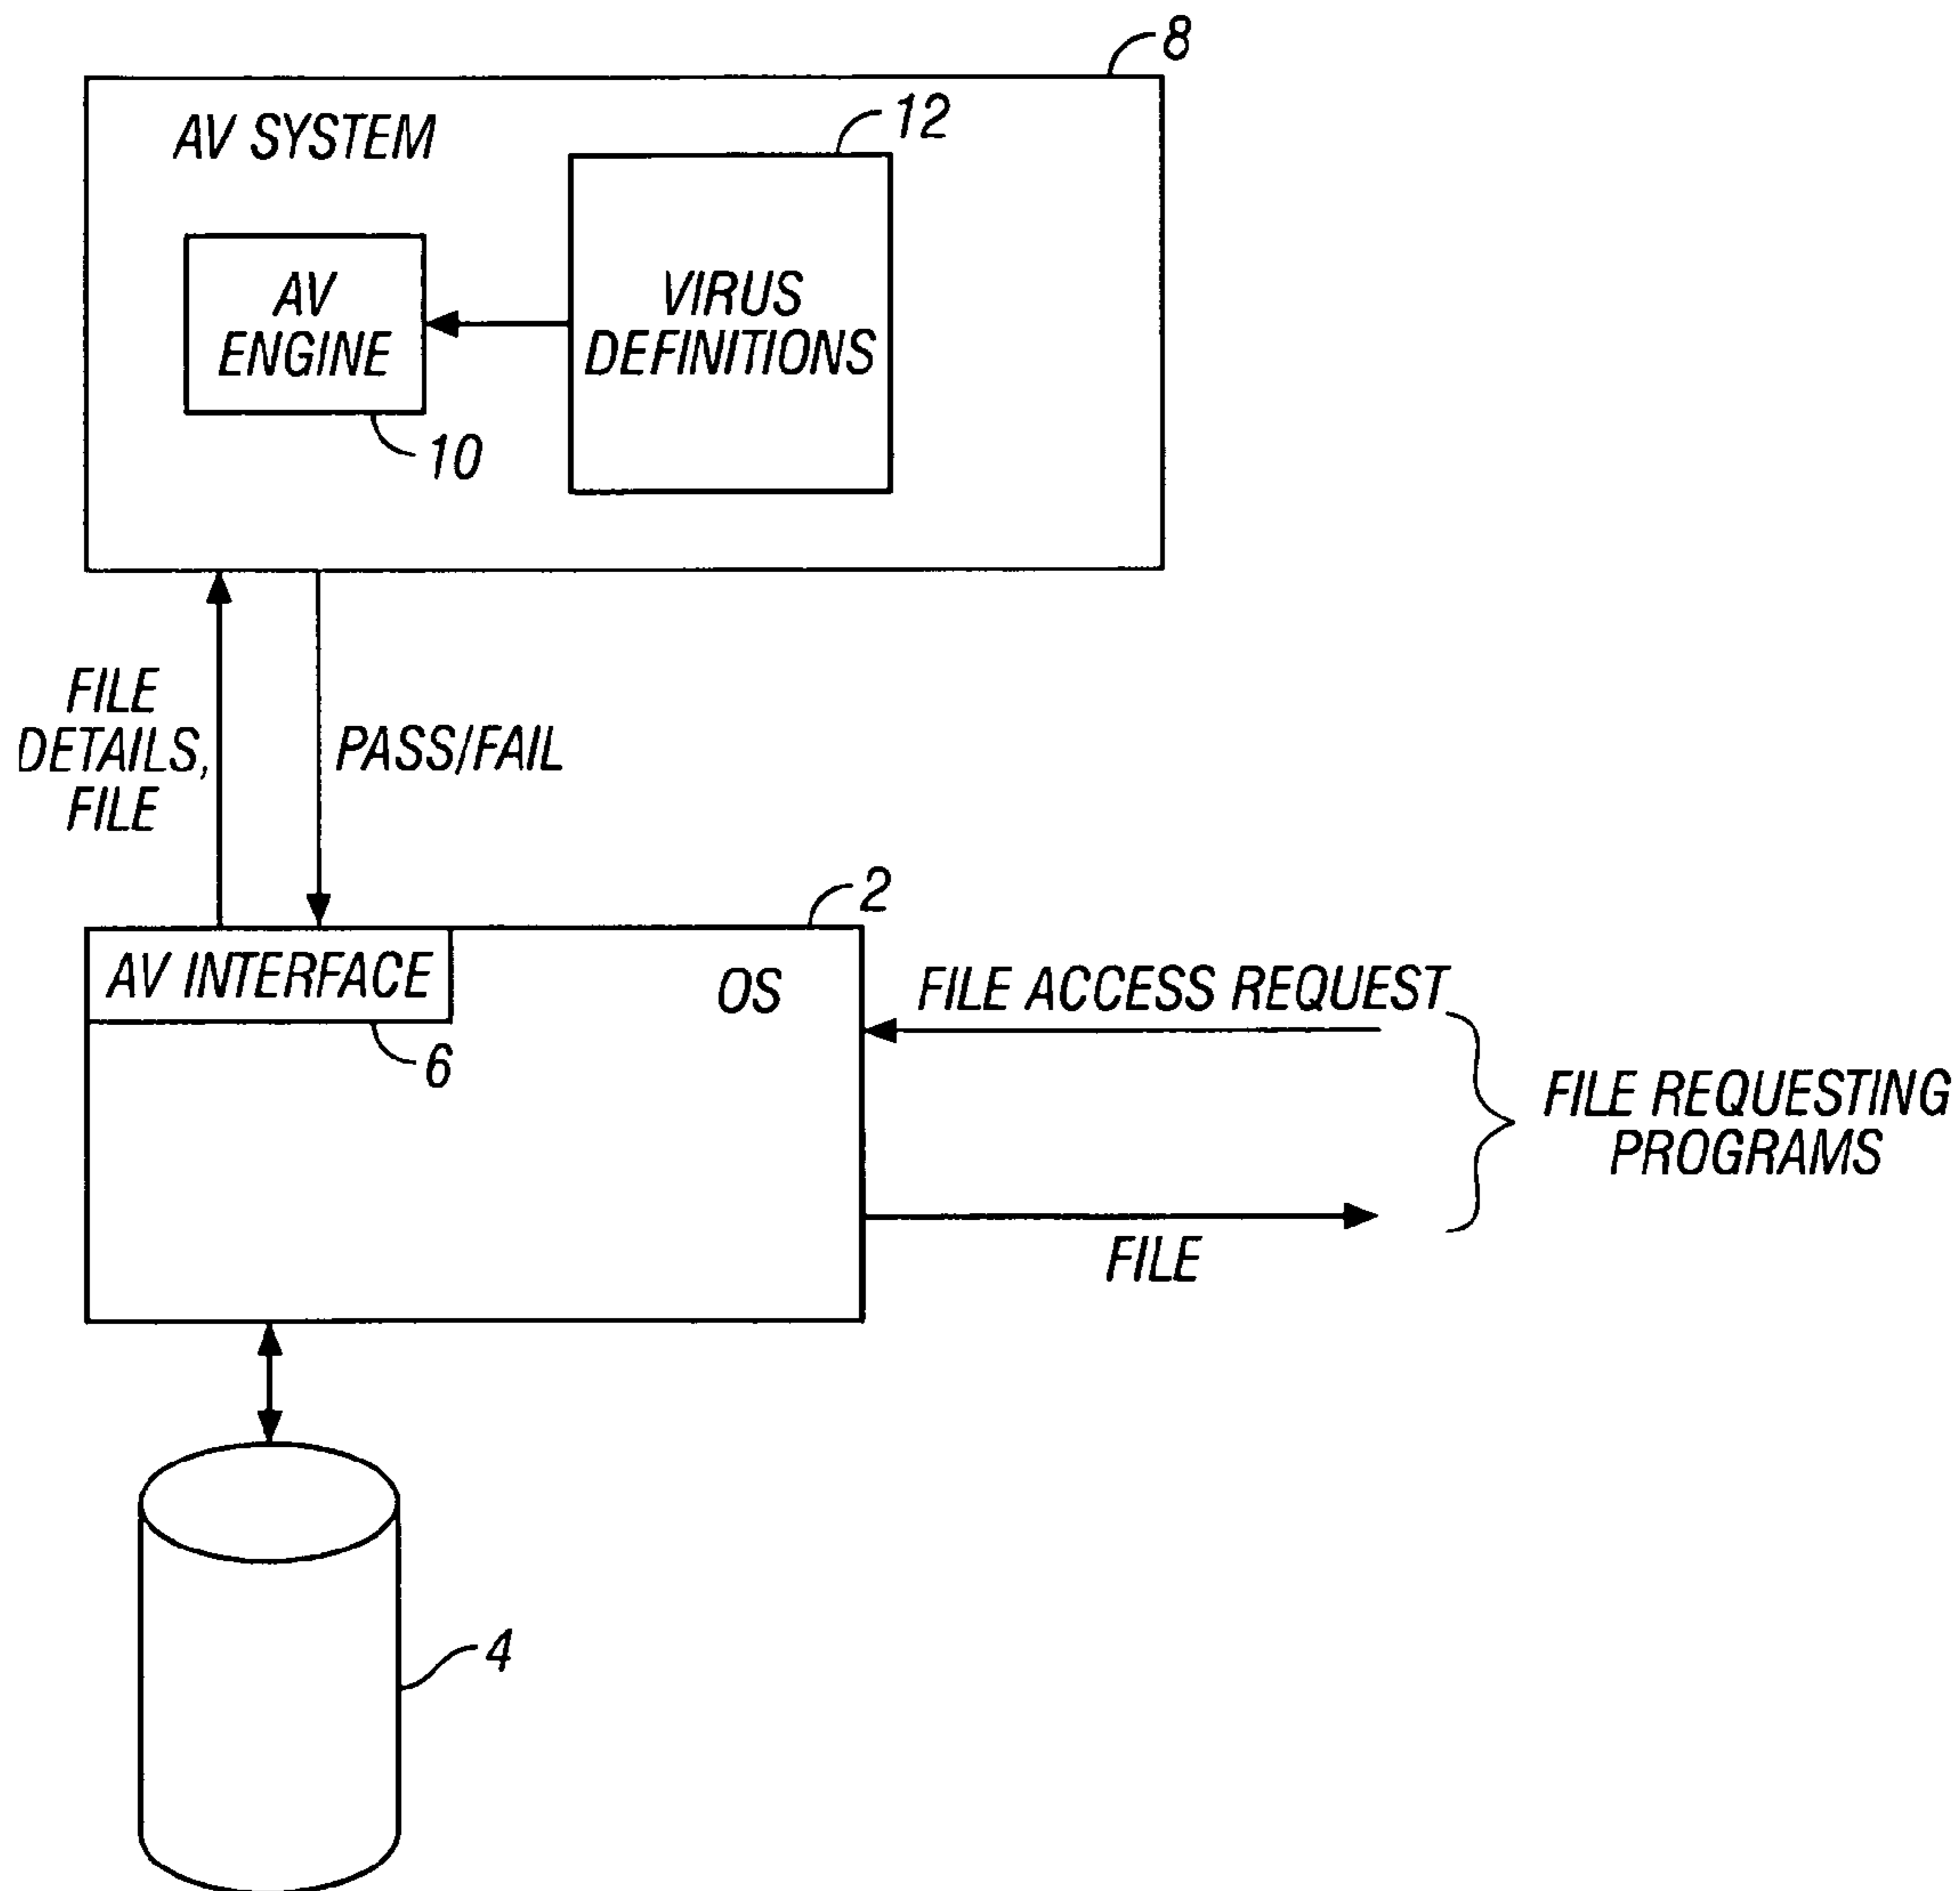 8
AV SYSTEM
12
AV
ENGINE
VIRUS
DEFINITIONS
10
FILE
DETAILS,
FILE
PASS/FAIL
2
AV INTERFACE
OS
FILE ACCESS REQUEST
6
FILE REQUESTING
PROGRAMS
FILE
4